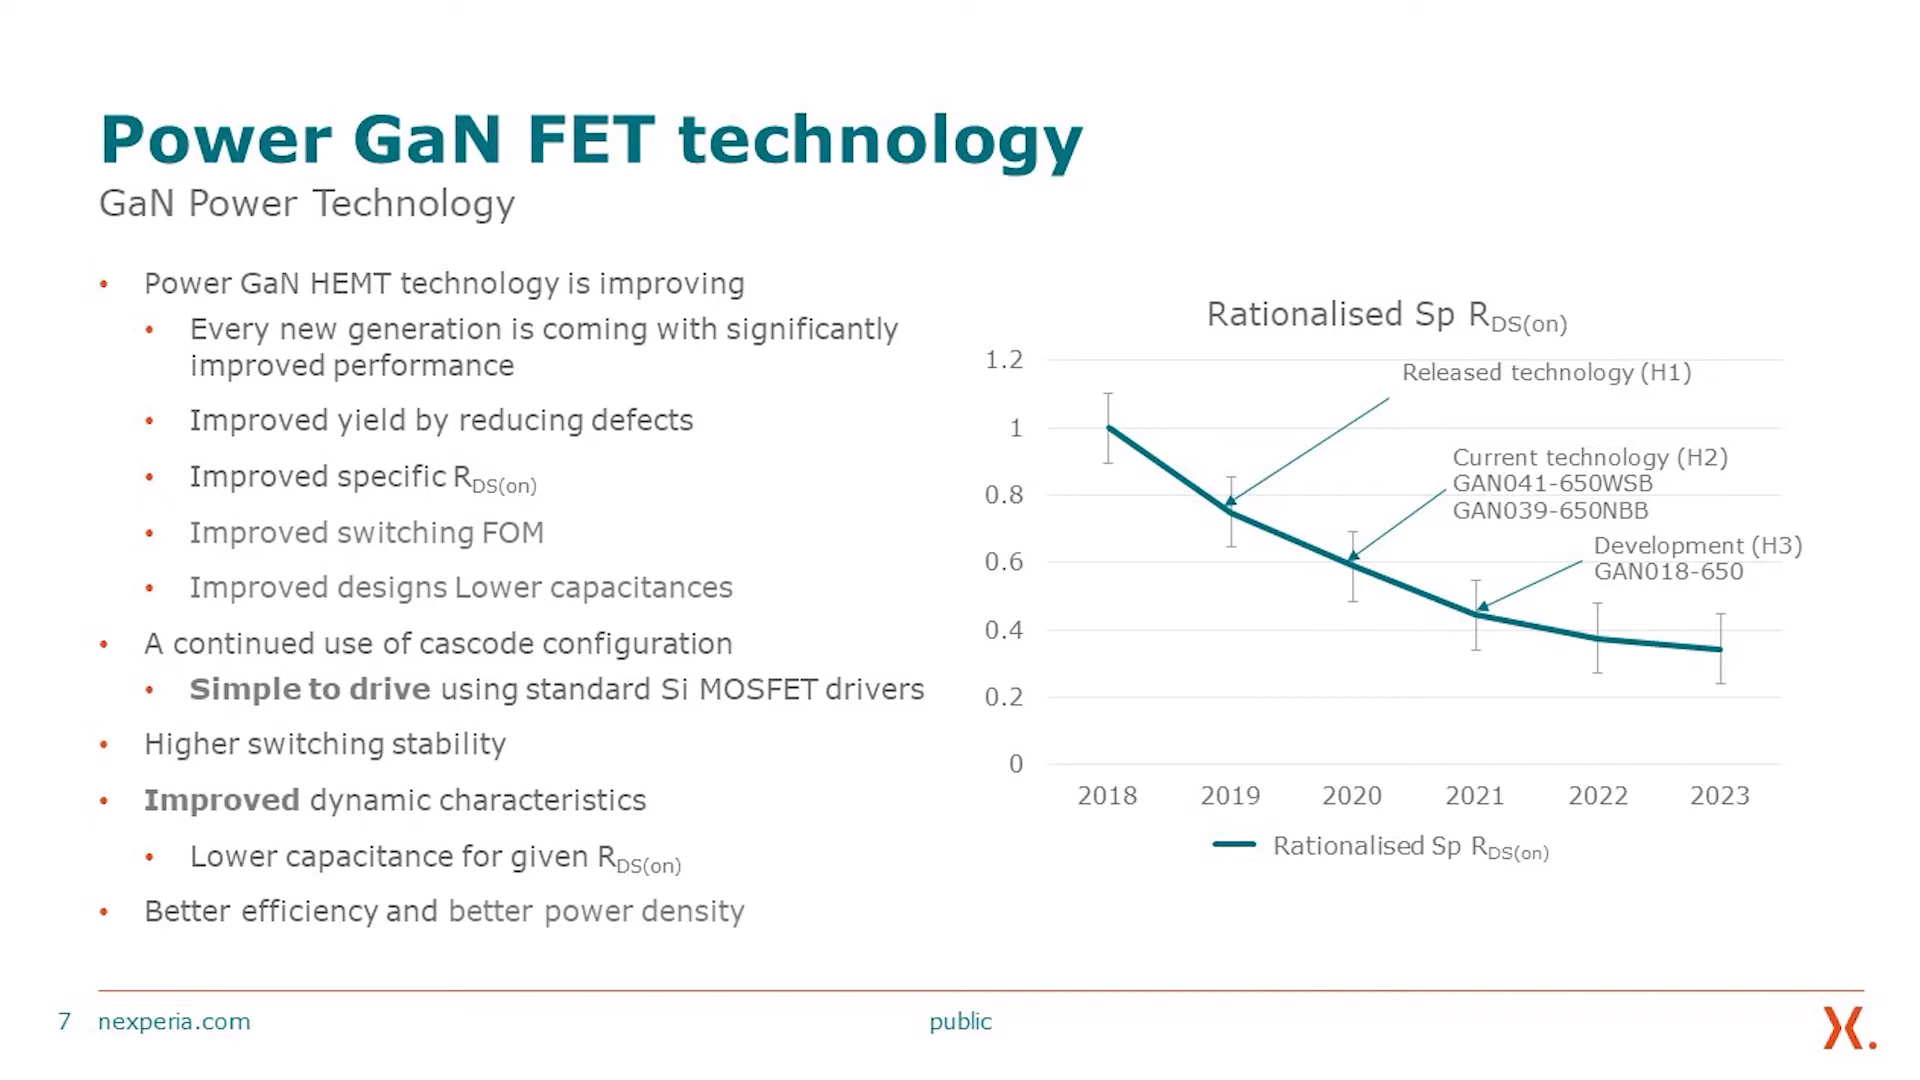 Power GaN FET technology
GaN Power Technology
• Power GaN HEMT technology is improving
• Every new generation is coming with significantly
improved performance
• Improved yield by reducing defects
• Improved specific RDS(on)
• Improved switching FOM
• Improved designs Lower capacitances
• A continued use of cascode configuration
• Simple to drive using standard Si MOSFET drivers
• Higher switching stability
• Improved dynamic characteristics
• Lower capacitance for given RDS(on)
• Better efficiency and better power density
Rationalised Sp RDS(on)
1.2
1
0.8
0.6
0.4
0.2
0
Released technology (H1)
Current technology (H2)
GAN041-650WSB
GAN039-650NBB
Development (H3)
GAN018-650
2018 2019 2020 2021 2022 2023
Rationalised Sp RDS(on)
7 nexperia.com public